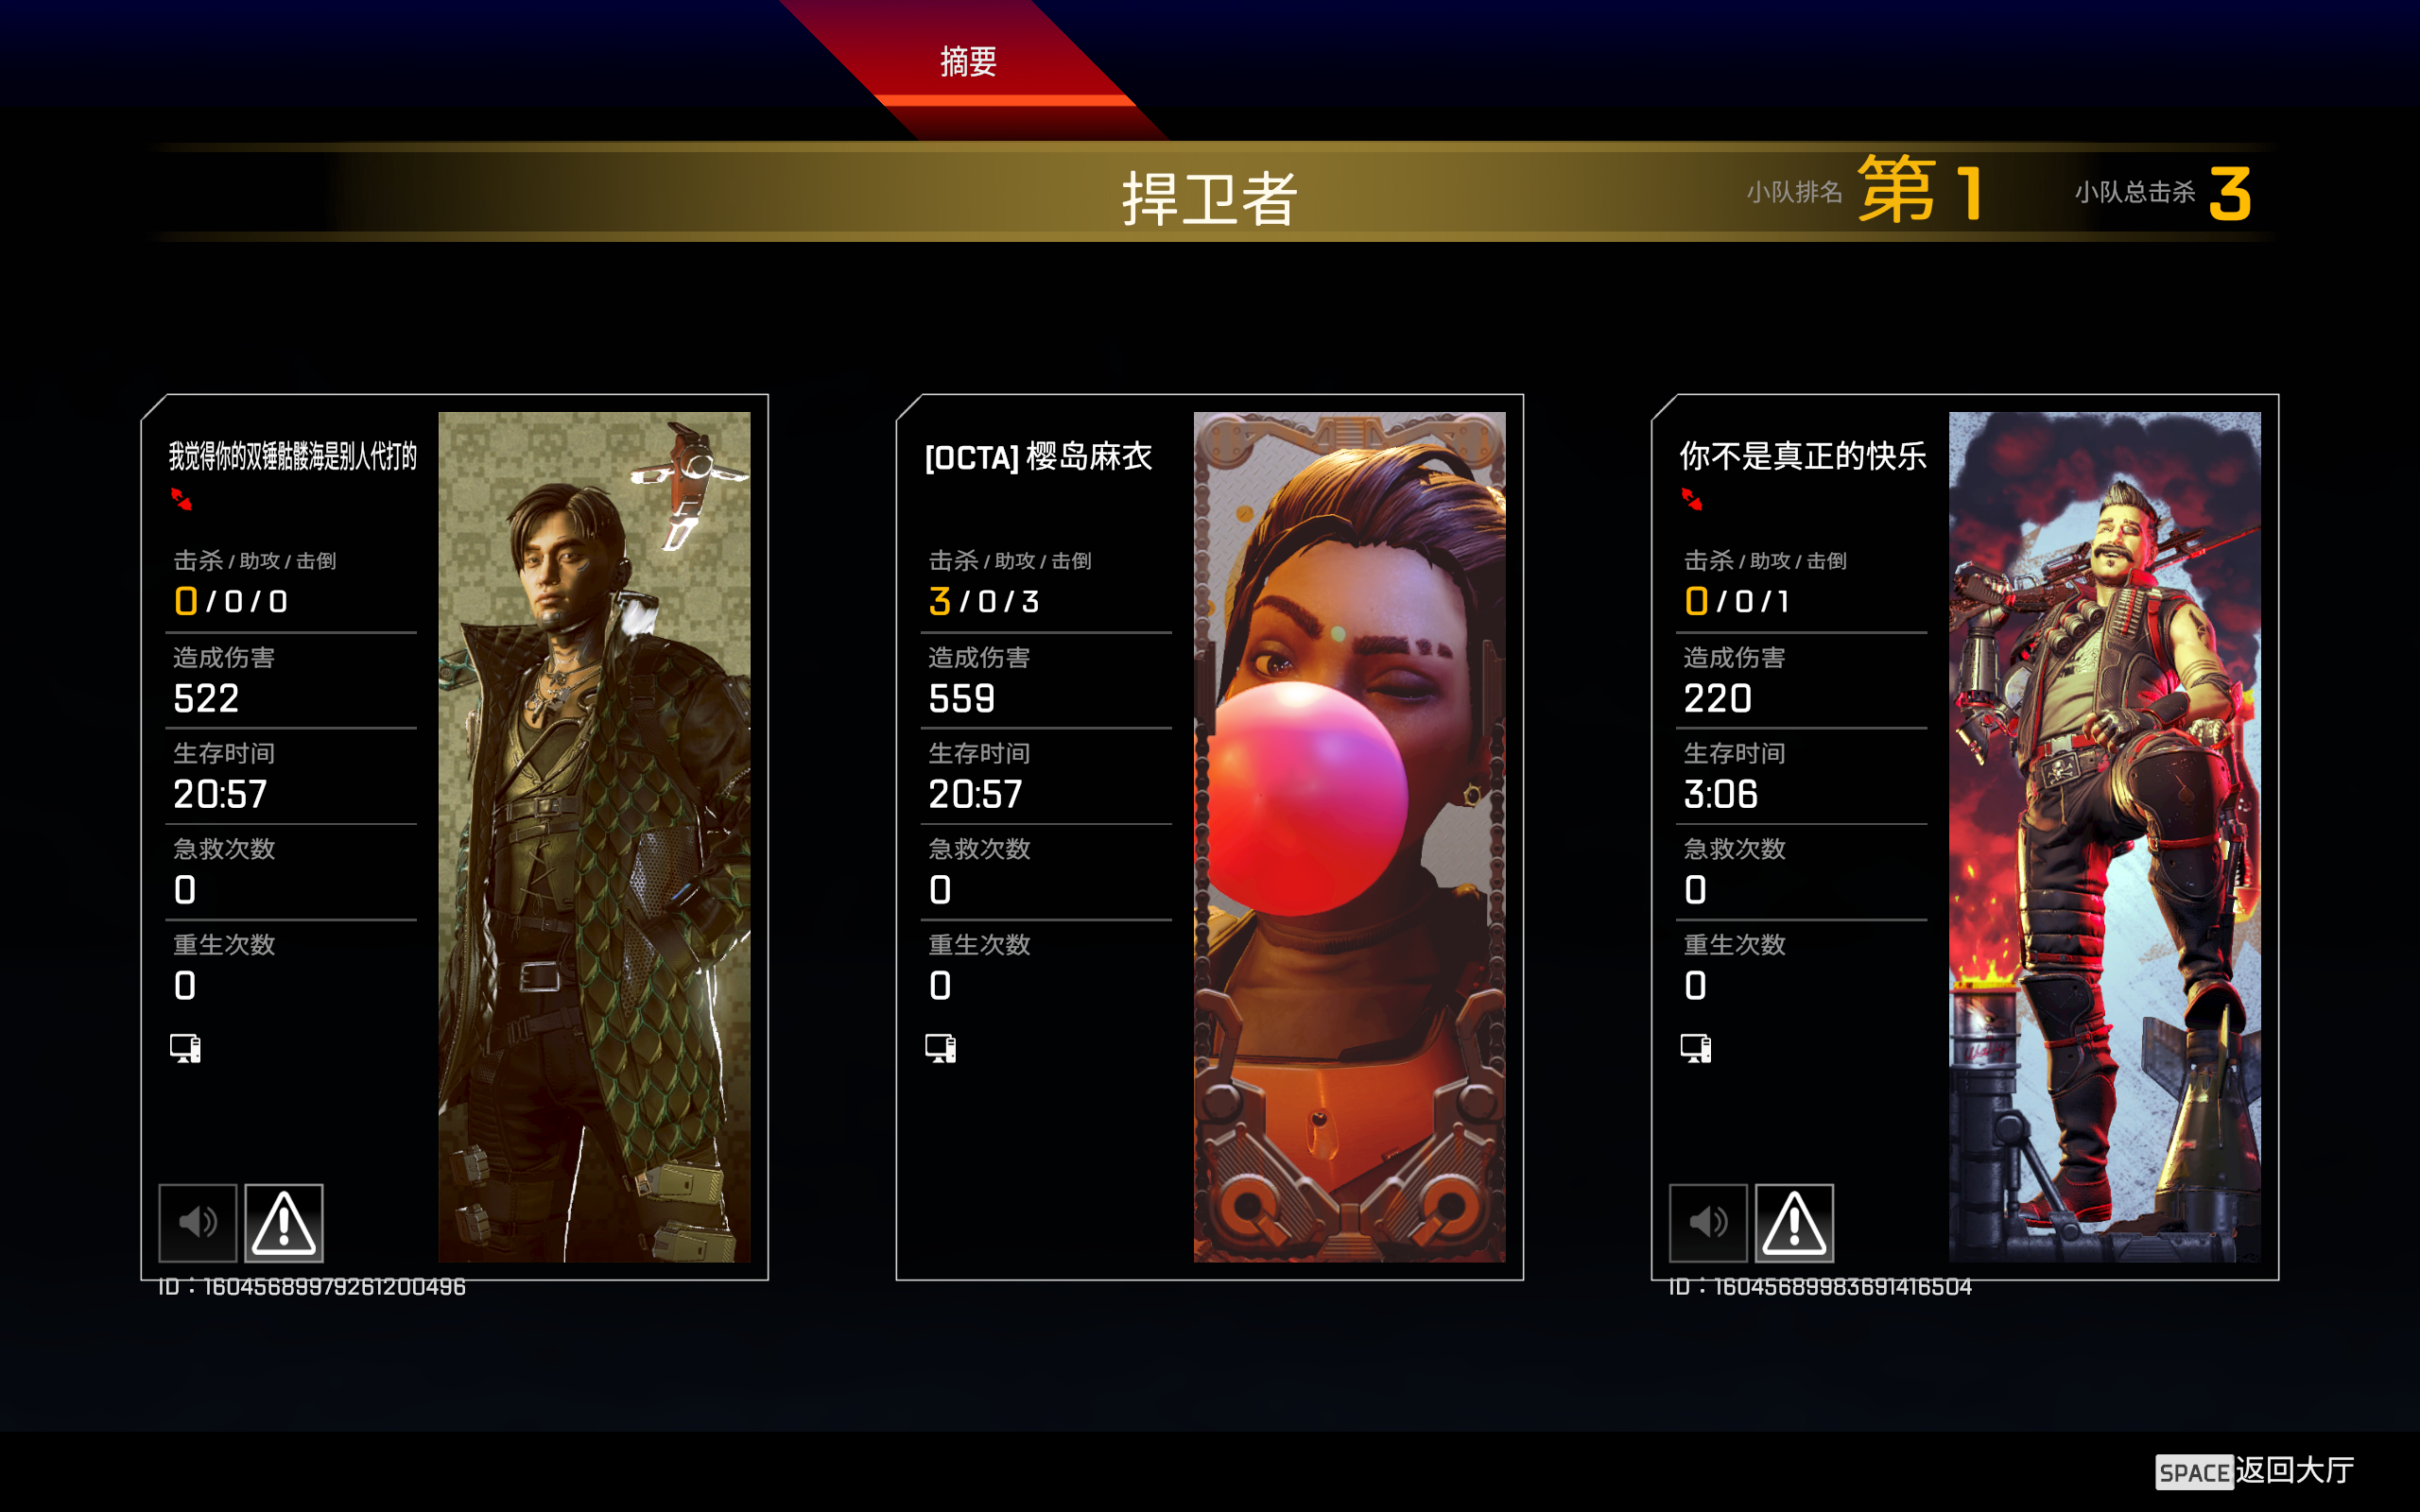 摘要
捍卫者
小队排名 第 1
小队总击杀 3
我觉得你的双锤骷髅海是别人代打的
击杀 / 助攻 / 击倒
0 / 0 / 0
造成伤害
522
生存时间
20:57
急救次数
0
重生次数
0
ID：16045689979261200496
[OCTA] 樱岛麻衣
击杀 / 助攻 / 击倒
3 / 0 / 3
造成伤害
559
生存时间
20:57
急救次数
0
重生次数
0
你不是真正的快乐
击杀 / 助攻 / 击倒
0 / 0 / 1
造成伤害
220
生存时间
3:06
急救次数
0
重生次数
0
ID：16045689983691416504
SPACE 返回大厅